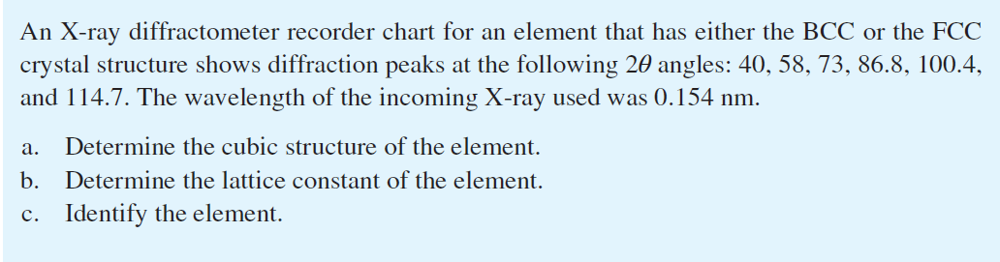 An X-ray diffractometer recorder chart for an element that has either the BCC or the FCC
crystal structure shows diffraction peaks at the following 2θ angles: 40, 58, 73, 86.8, 100.4,
and 114.7. The wavelength of the incoming X-ray used was 0.154 nm.
a. Determine the cubic structure of the element.
b. Determine the lattice constant of the element.
c. Identify the element.